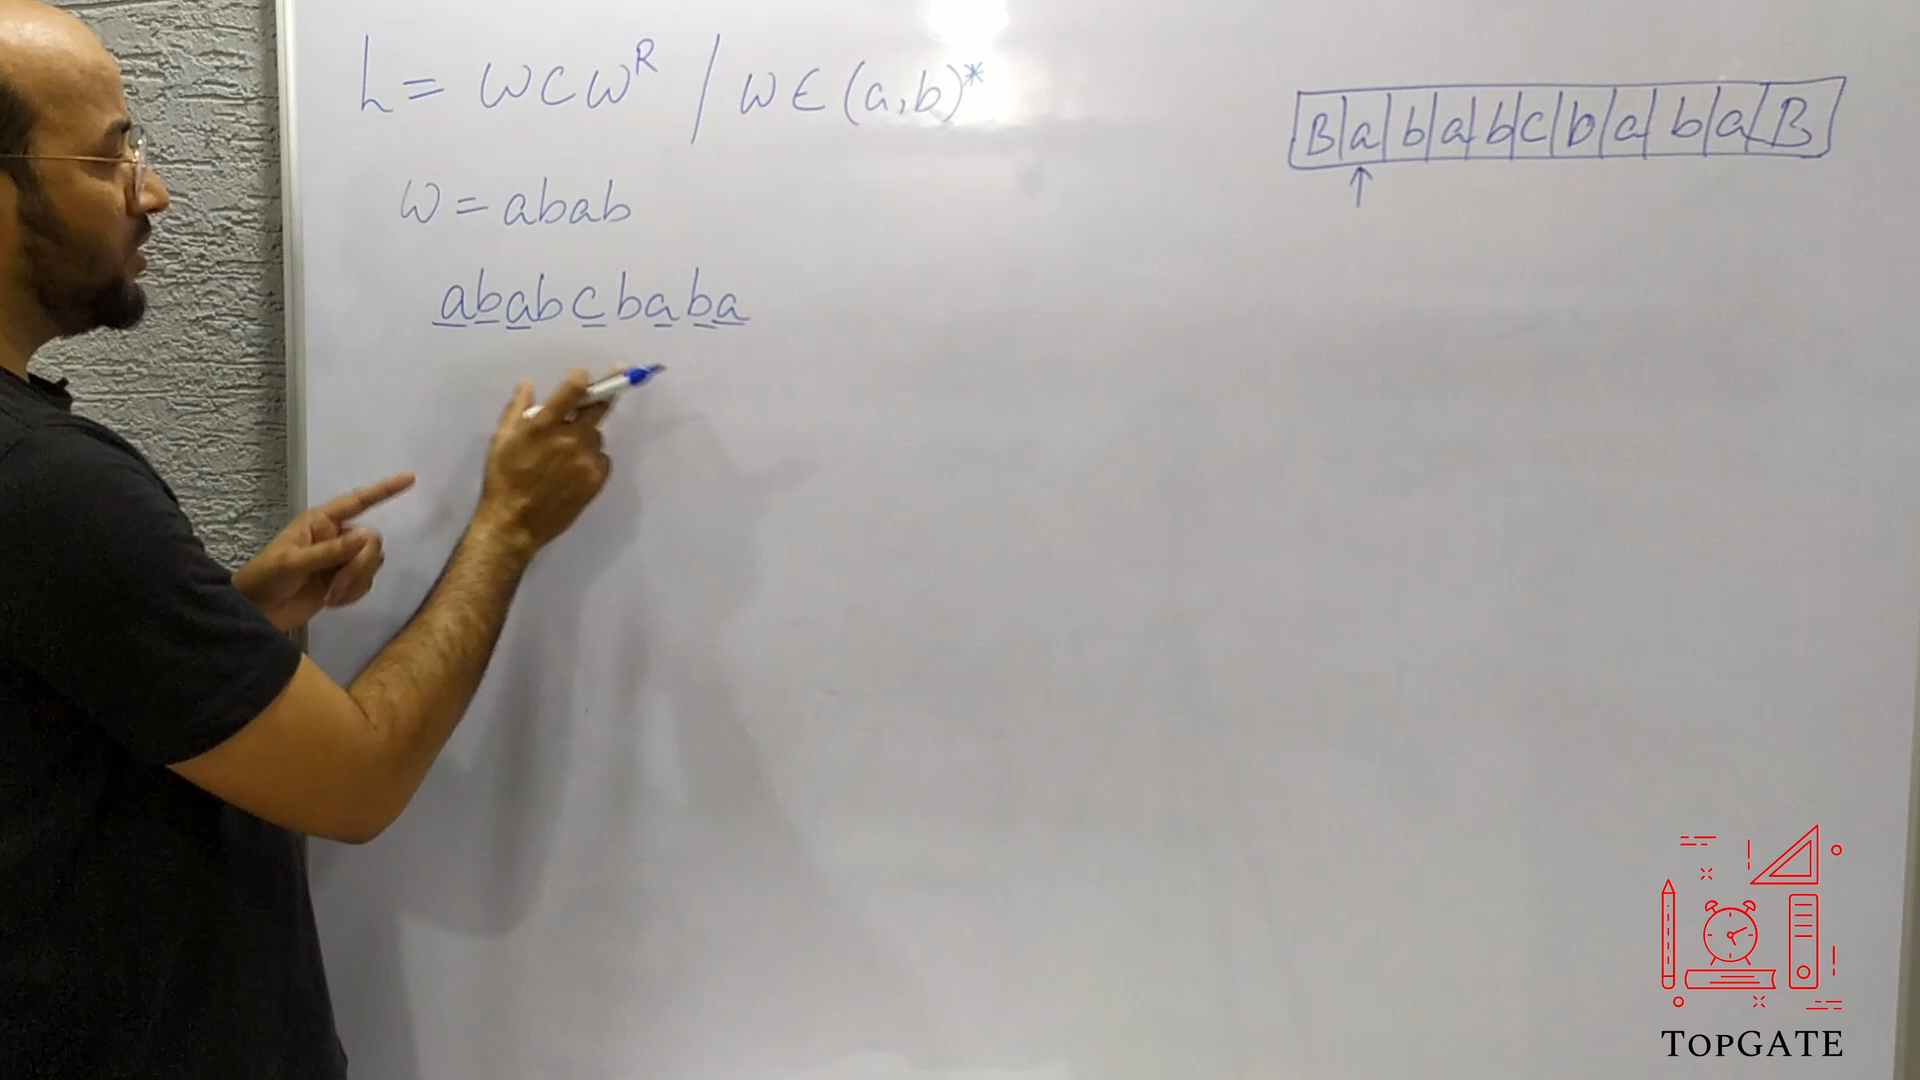 L = wcw^R / w ∈ (a,b)*
B a b a b c b a b a B
w = abab
ababcbaba
TOPGATE